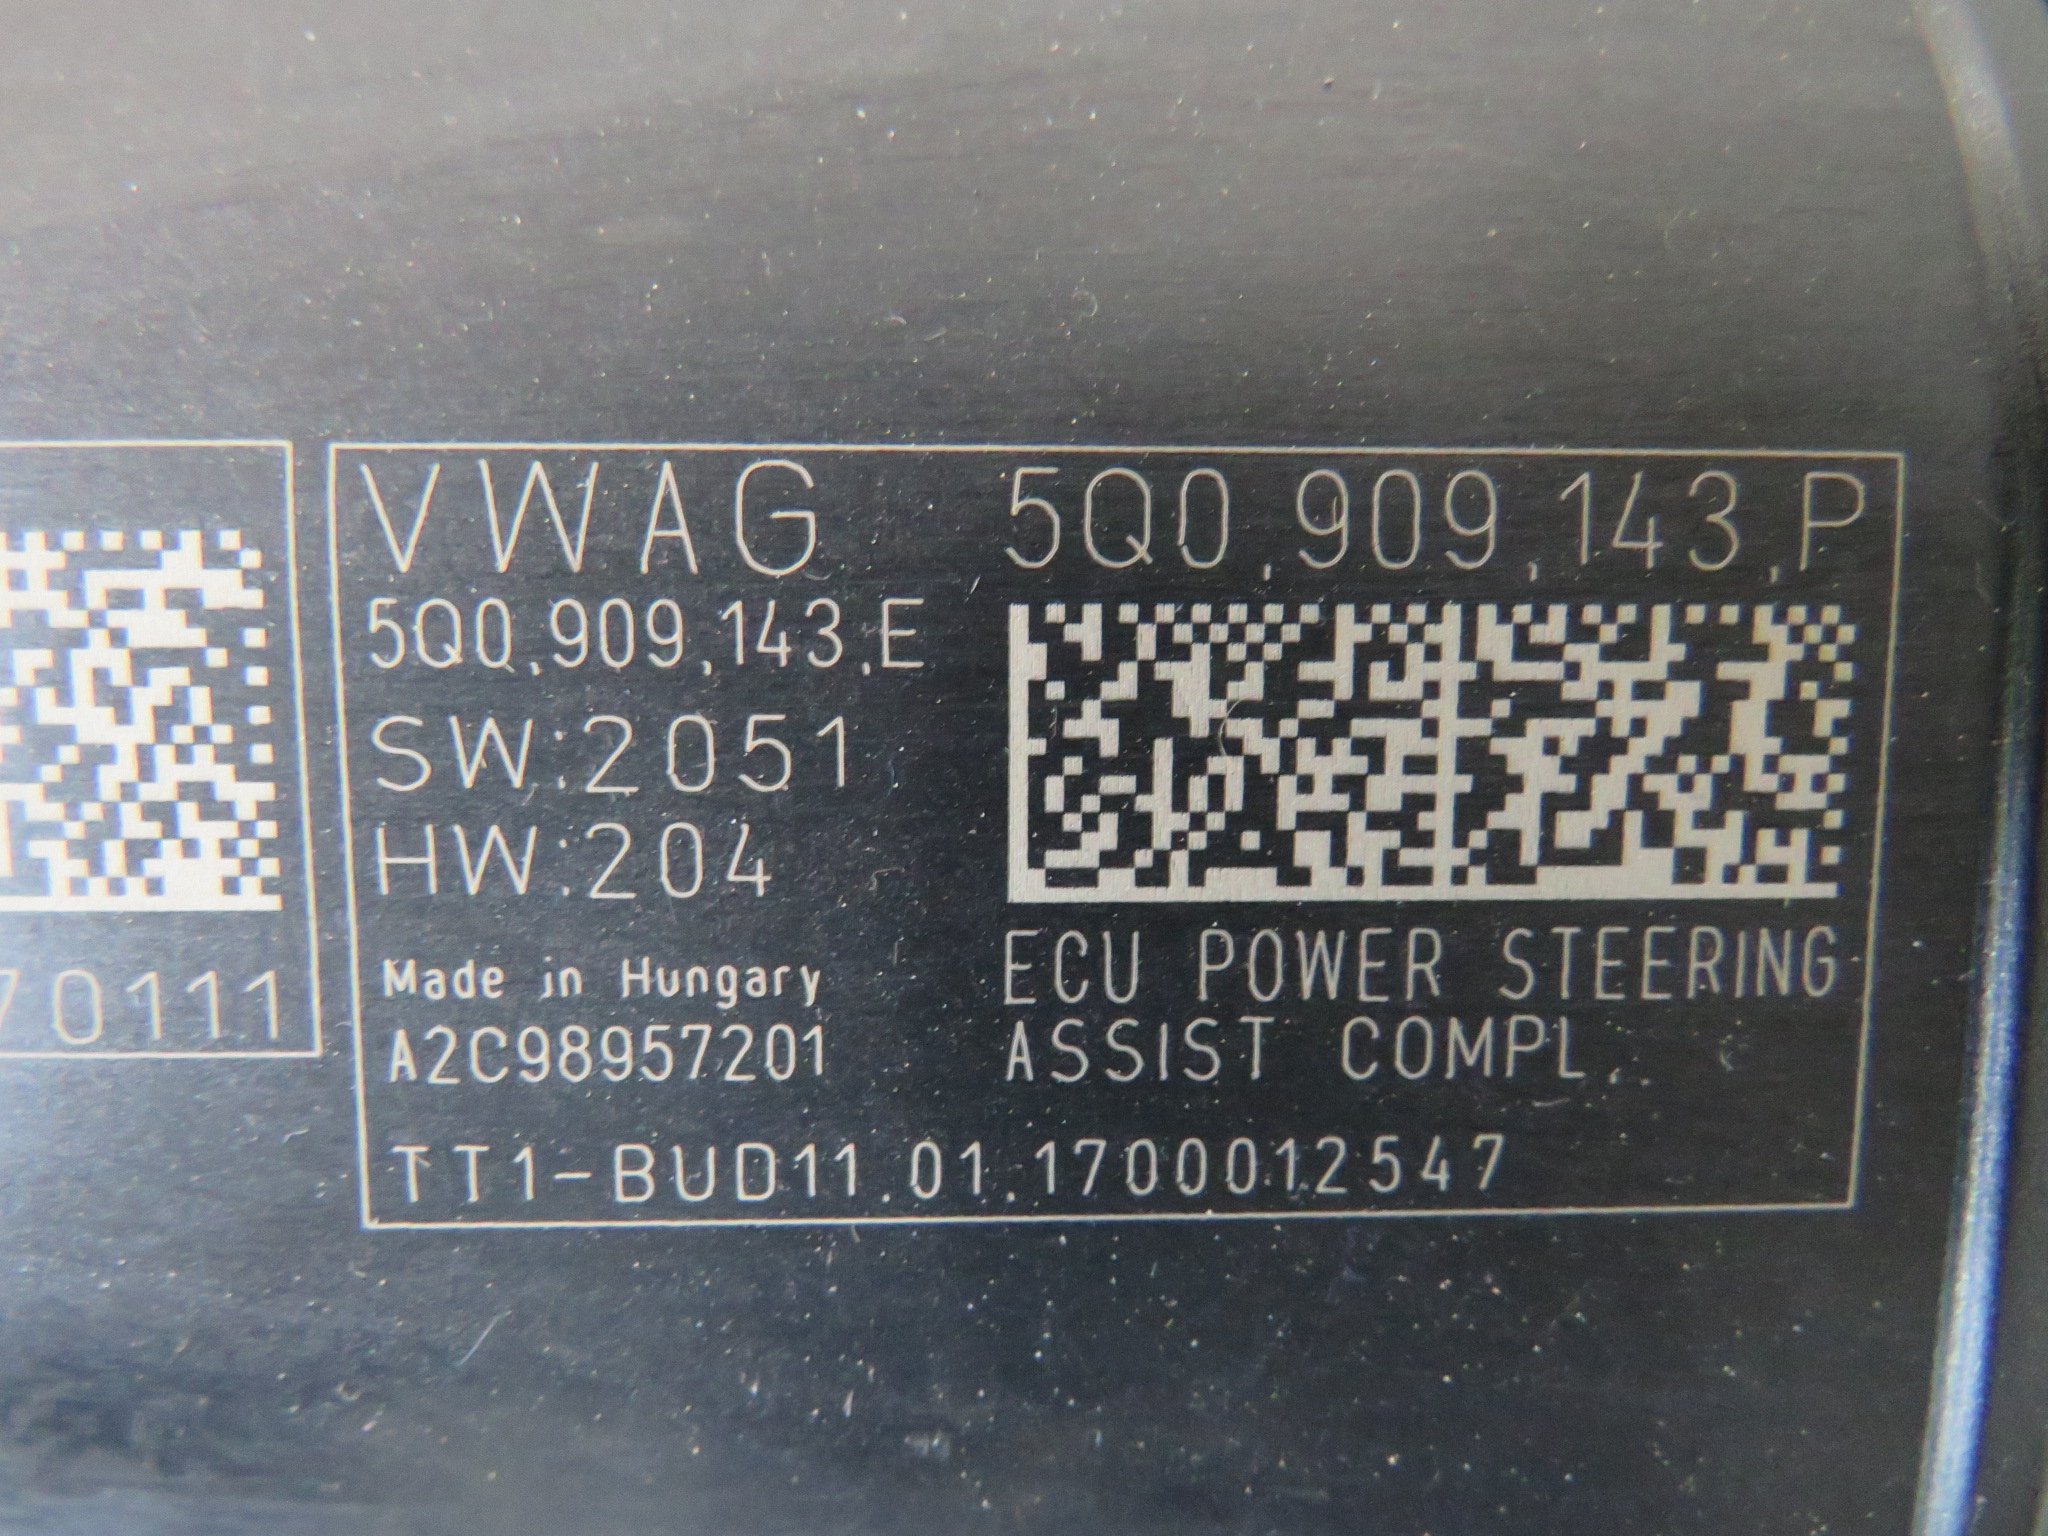 VWAG 5Q0.909.143.P
5Q0.909.143.E
SW:2051
HW:204
Made in Hungary
A2C98957201
ECU POWER STEERING
ASSIST COMPL.
TT1-BUD11.01.1700012547
70111